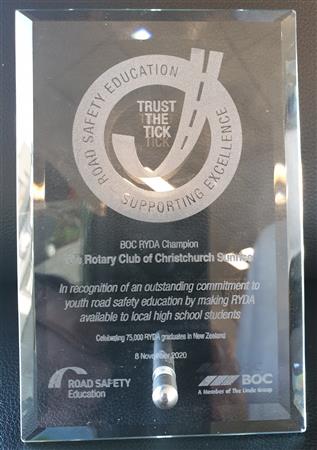 ROAD SAFETY EDUCATION
TRUST
THE
TICK
SUPPORTING EXCELLENCE
BOC RYDA Champion
The Rotary Club of Christchurch Sunrise
In recognition of an outstanding commitment to
youth road safety education by making RYDA
available to local high school students
Celebrating 75,000 RYDA graduates in New Zealand
8 November 2020
ROAD SAFETY
Education
BOC
A Member of The Linde Group